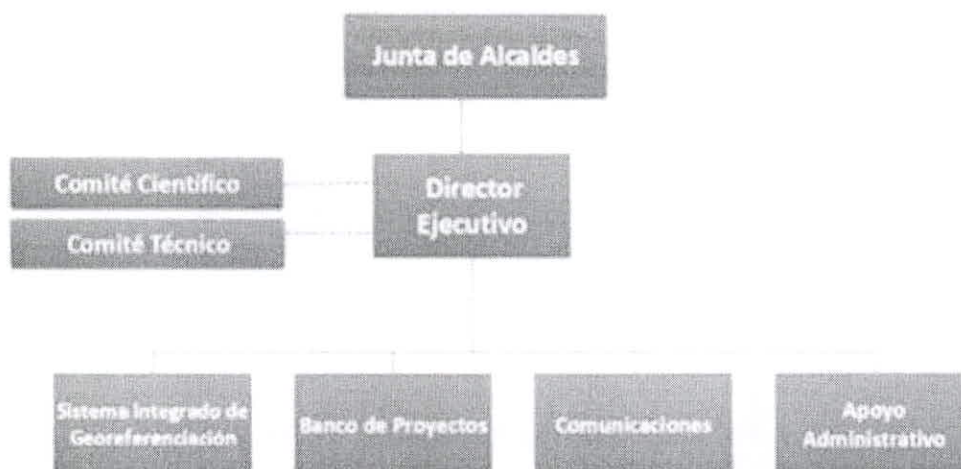 Junta de Alcaldes
Comité Científico
Director
Ejecutivo
Comité Técnico
Sistema Integrado de
Georeferenciación
Banco de Proyectos
Comunicaciones
Apoyo
Administrativo